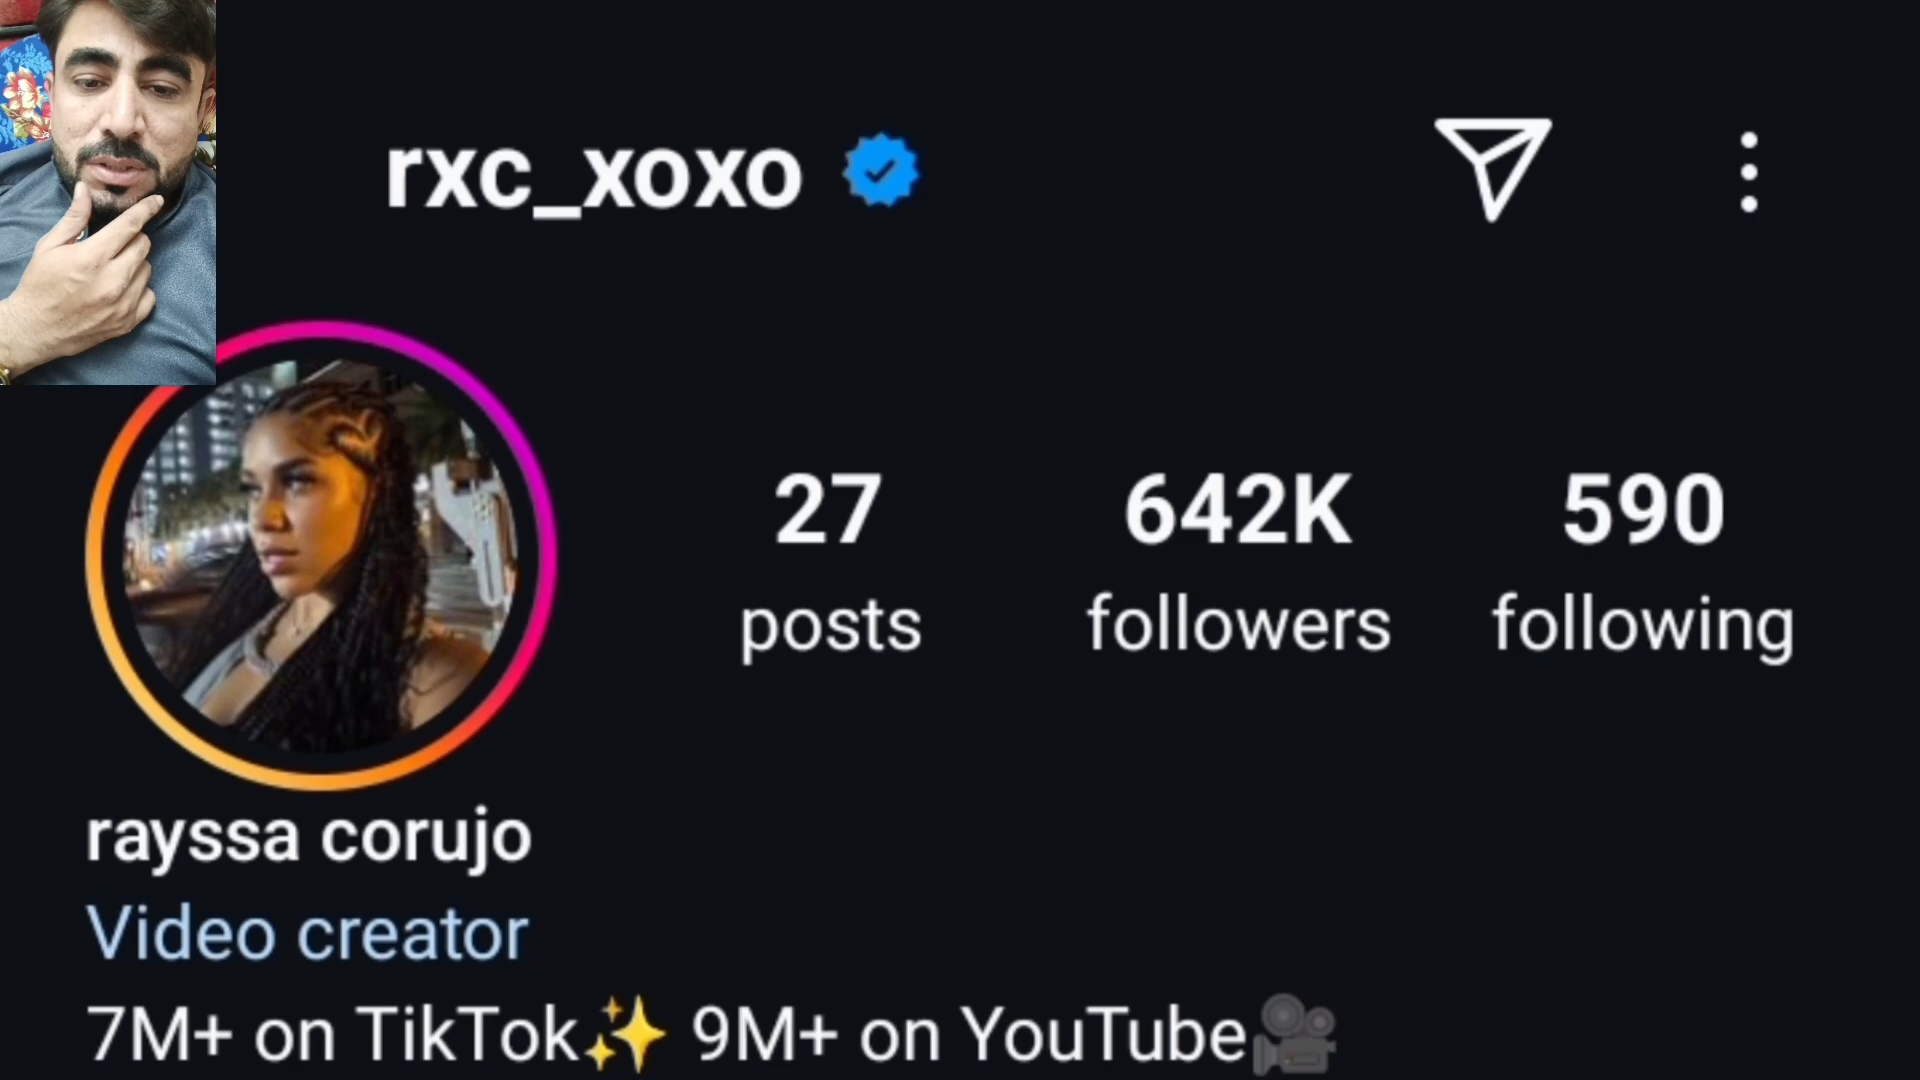 rxc_xoxo
27 642K 590
posts followers following
rayssa corujo
Video creator
7M+ on TikTok✨ 9M+ on YouTube🎥